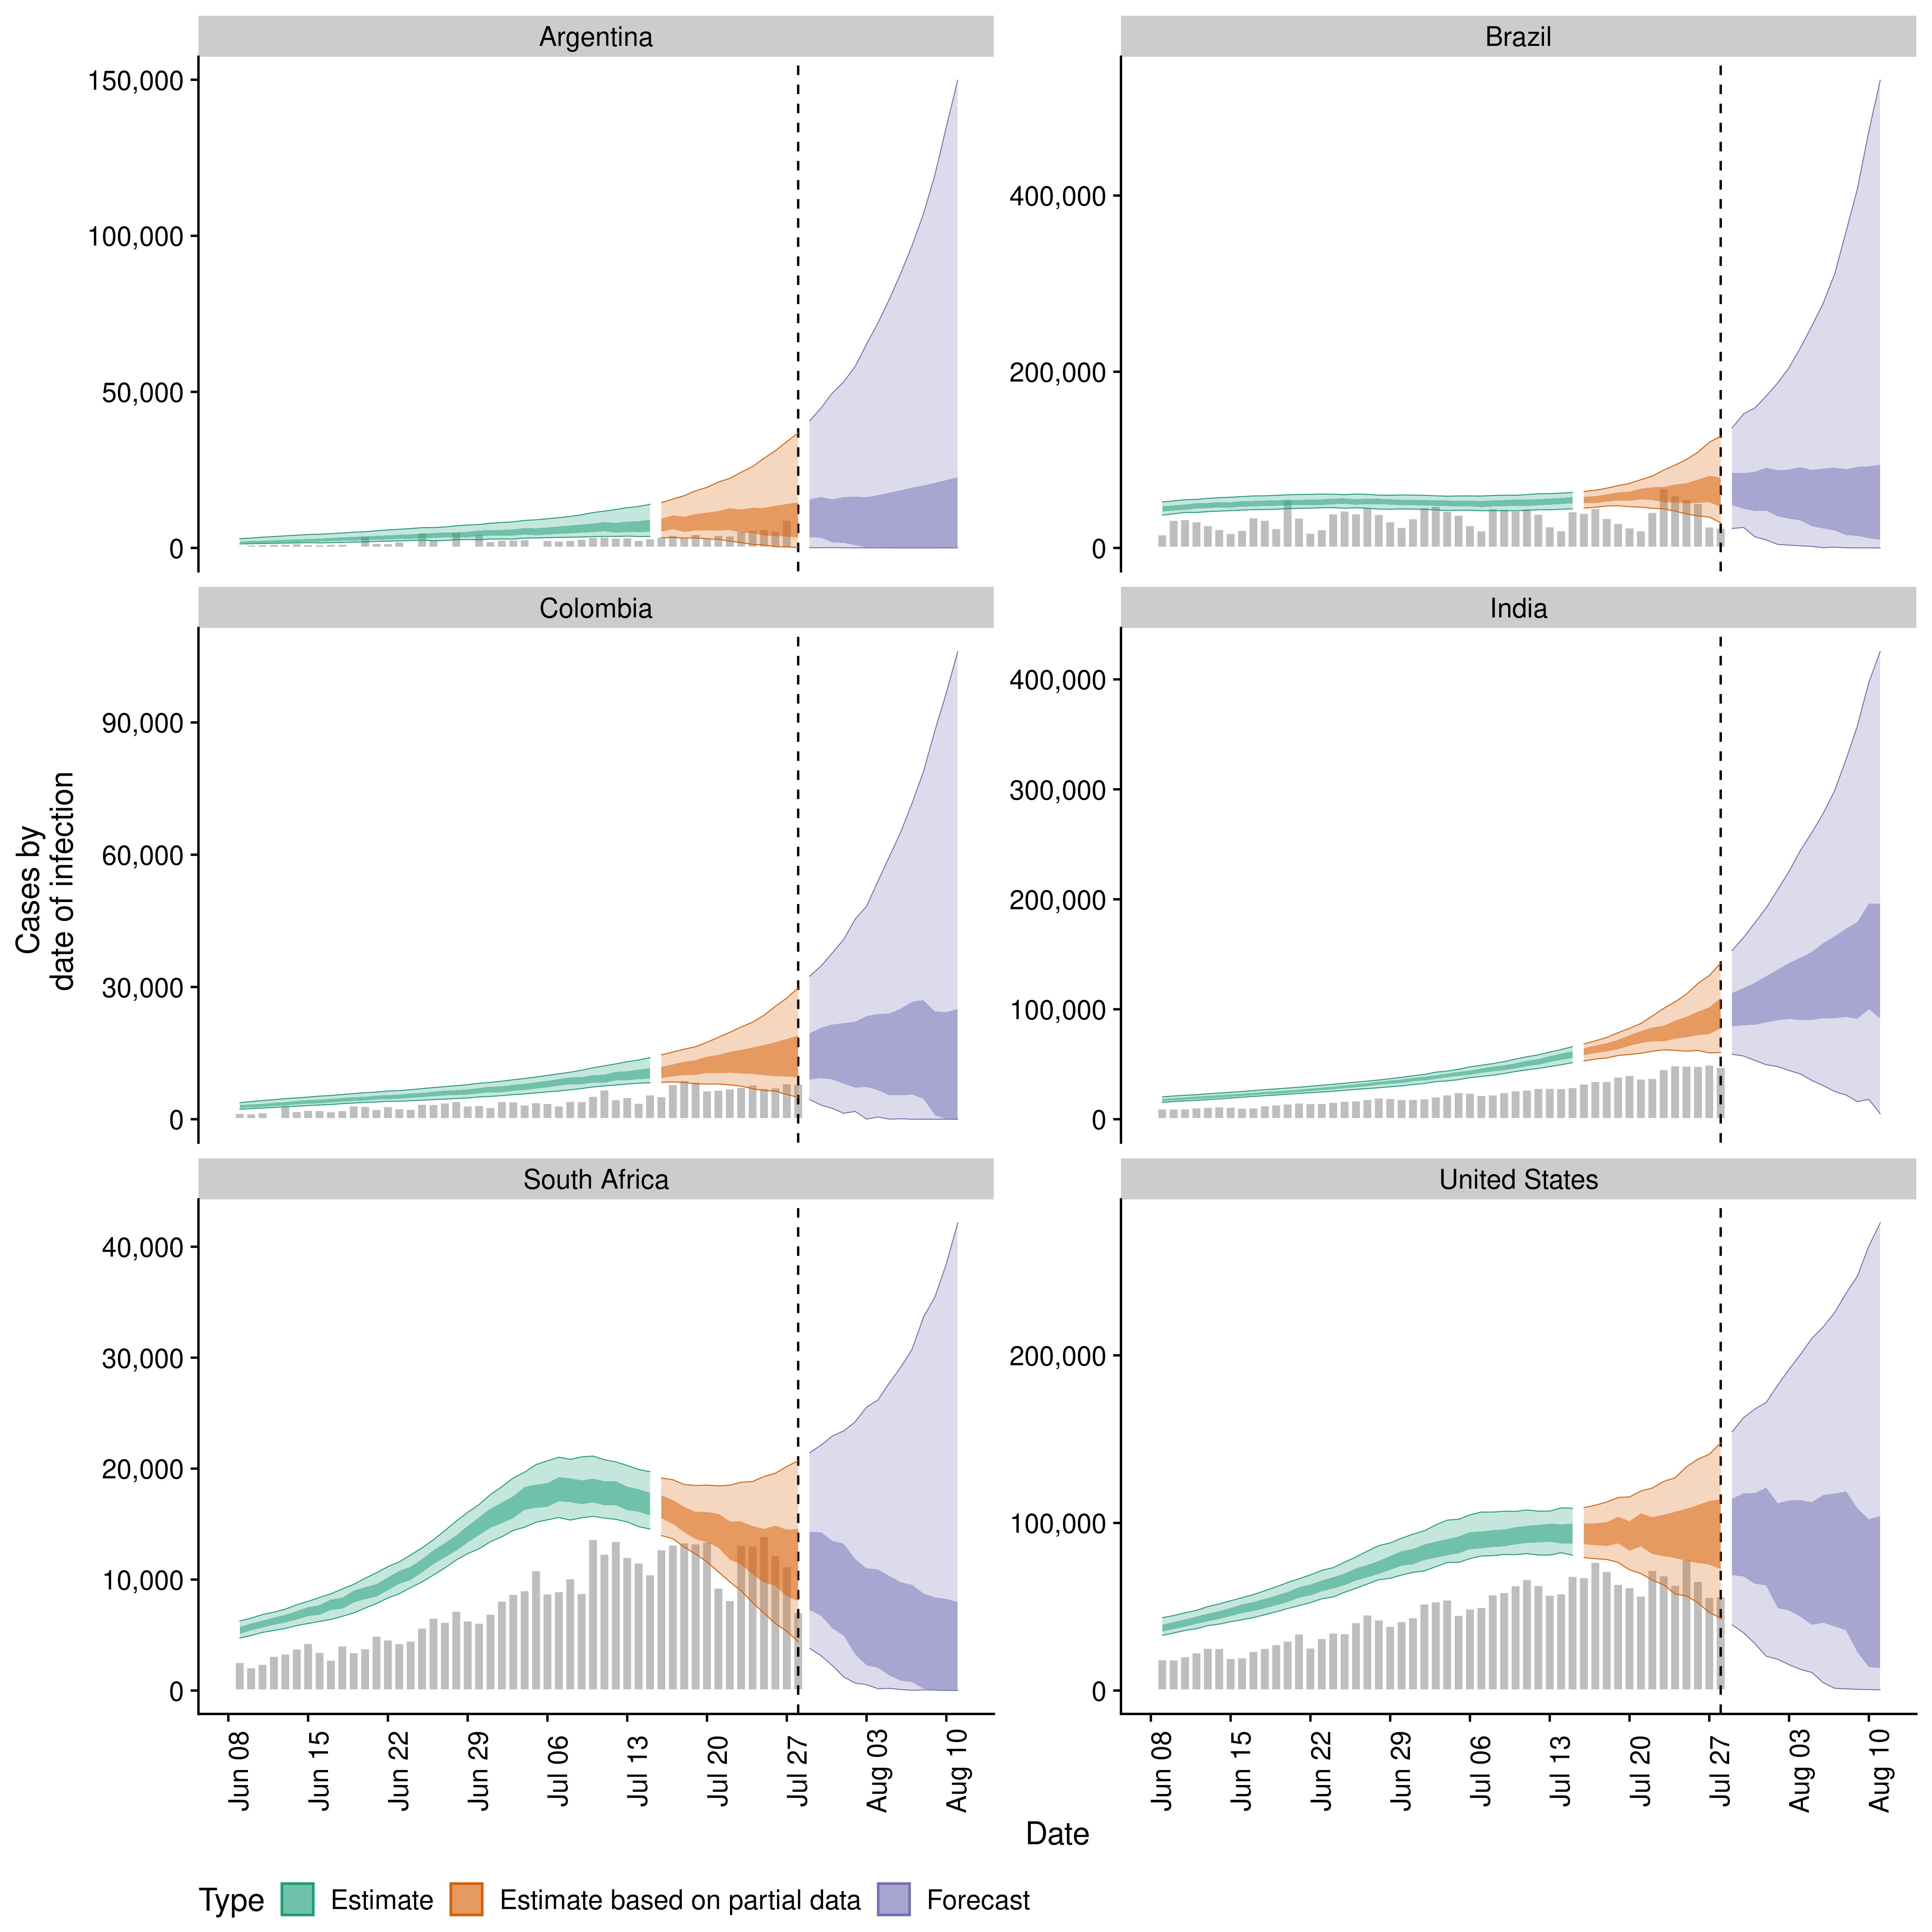 Argentina
Brazil
150,000
100,000
50,000
0
400,000
200,000
0
Colombia
India
90,000
60,000
30,000
0
400,000
300,000
200,000
100,000
0
South Africa
United States
40,000
30,000
20,000
10,000
0
200,000
100,000
0
Cases by
date of infection
Jun 08
Jun 15
Jun 22
Jun 29
Jul 06
Jul 13
Jul 20
Jul 27
Aug 03
Aug 10
Jun 08
Jun 15
Jun 22
Jun 29
Jul 06
Jul 13
Jul 20
Jul 27
Aug 03
Aug 10
Date
Type Estimate Estimate based on partial data Forecast